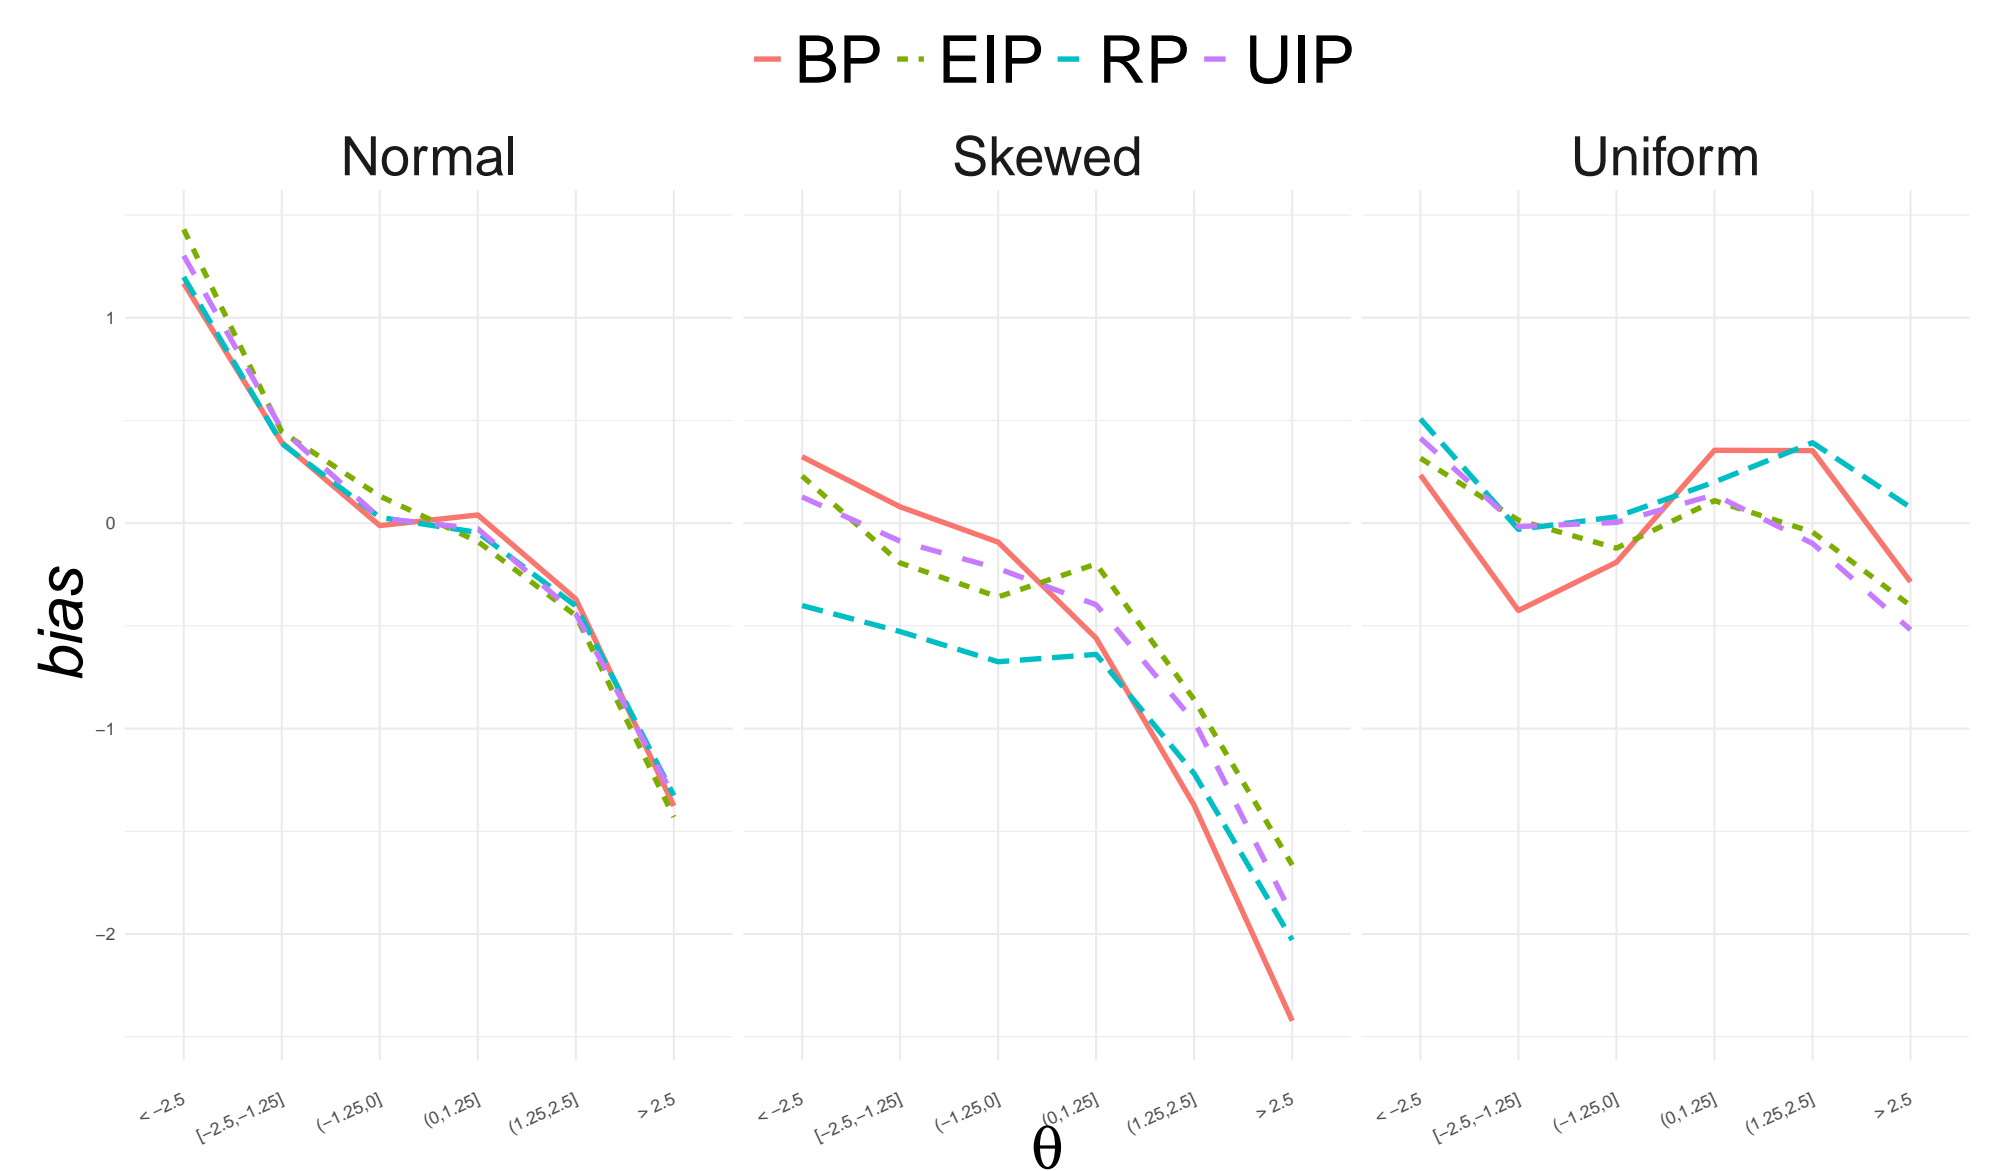 BP EIP RP UIP
Normal Skewed Uniform
bias
1
0
−1
−2
< −2.5 [−2.5,−1.25] (−1.25,0] (0,1.25] (1.25,2.5] > 2.5
< −2.5 [−2.5,−1.25] (−1.25,0] (0,1.25] (1.25,2.5] > 2.5
< −2.5 [−2.5,−1.25] (−1.25,0] (0,1.25] (1.25,2.5] > 2.5
θ